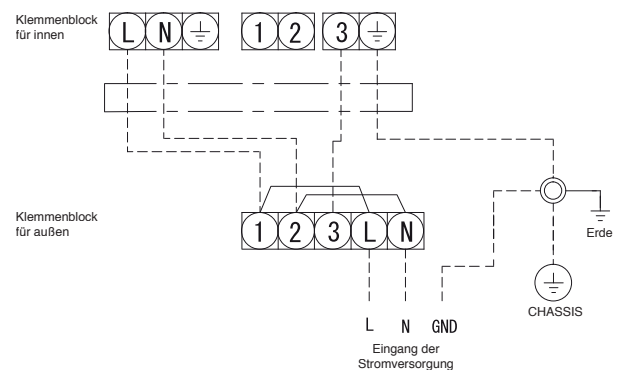 Klemmenblock
für innen
L N 1 2 3
Klemmenblock
für außen
1 2 3 L N
Erde
CHASSIS
L N GND
Eingang der
Stromversorgung